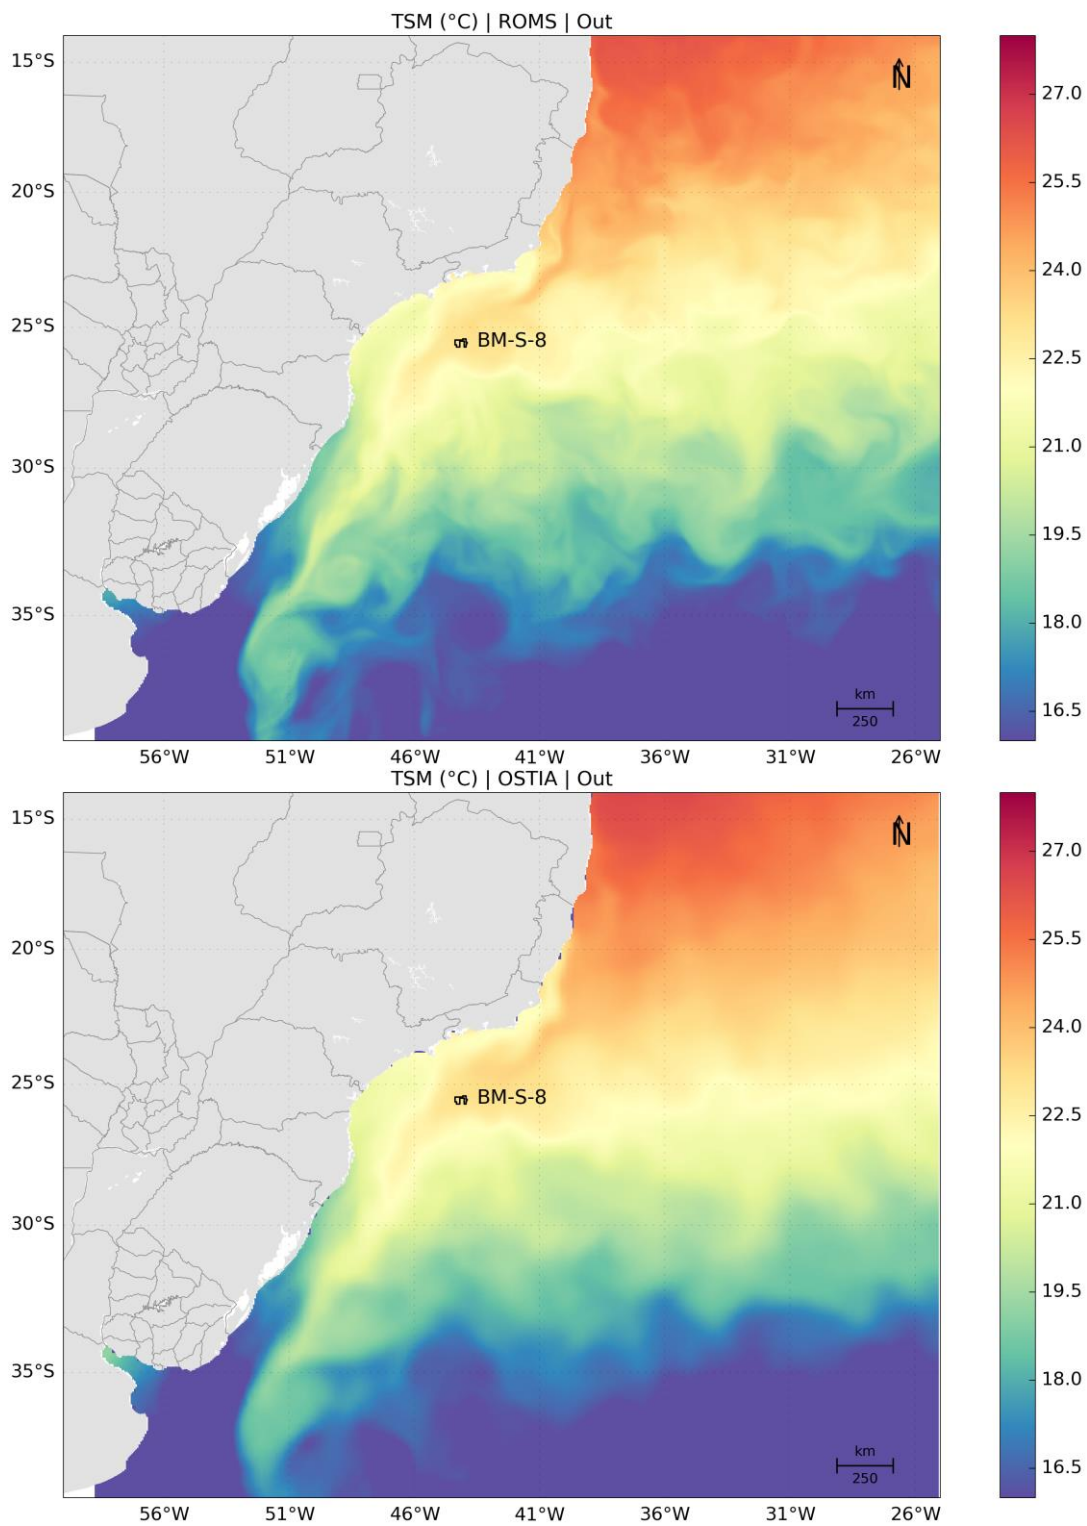 TSM (°C) | ROMS | Out
15°S
20°S
25°S
30°S
35°S
N
BM-S-8
km
250
56°W 51°W 46°W 41°W 36°W 31°W 26°W
27.0
25.5
24.0
22.5
21.0
19.5
18.0
16.5
TSM (°C) | OSTIA | Out
15°S
20°S
25°S
30°S
35°S
N
BM-S-8
km
250
56°W 51°W 46°W 41°W 36°W 31°W 26°W
27.0
25.5
24.0
22.5
21.0
19.5
18.0
16.5